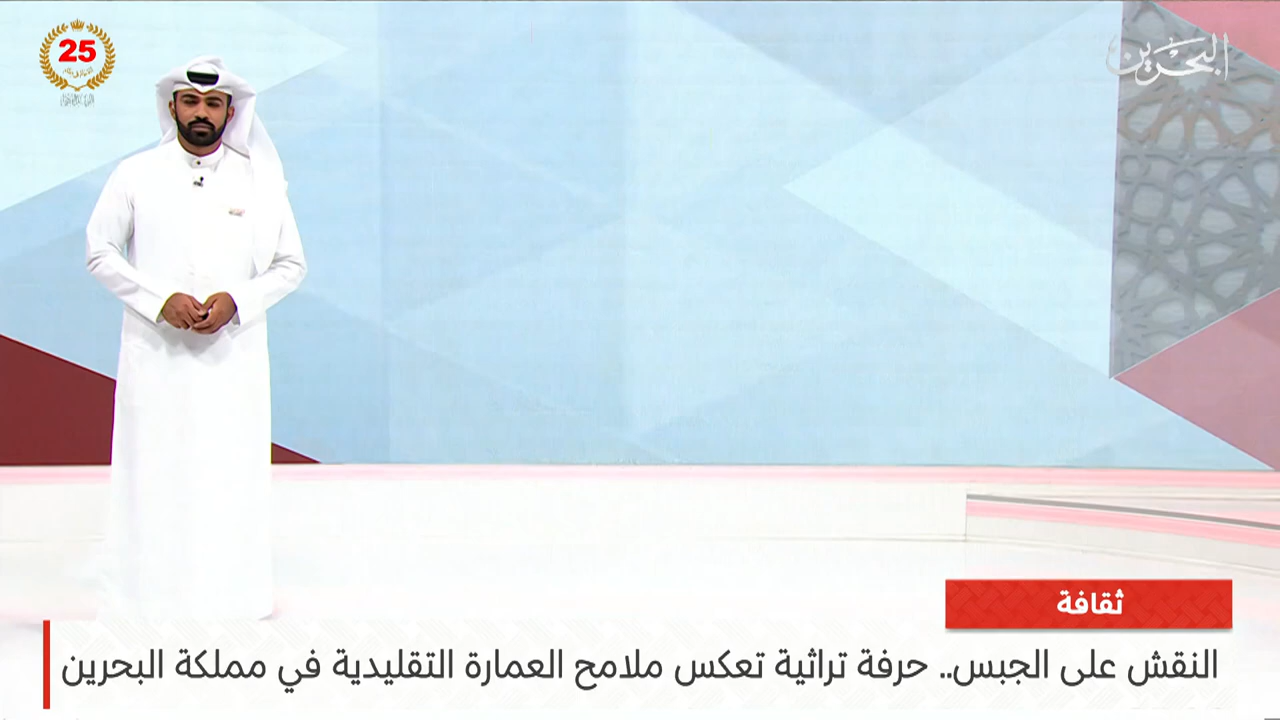 25
البحرين
ثقافة
النقش على الجبس.. حرفة تراثية تعكس ملامح العمارة التقليدية في مملكة البحرين